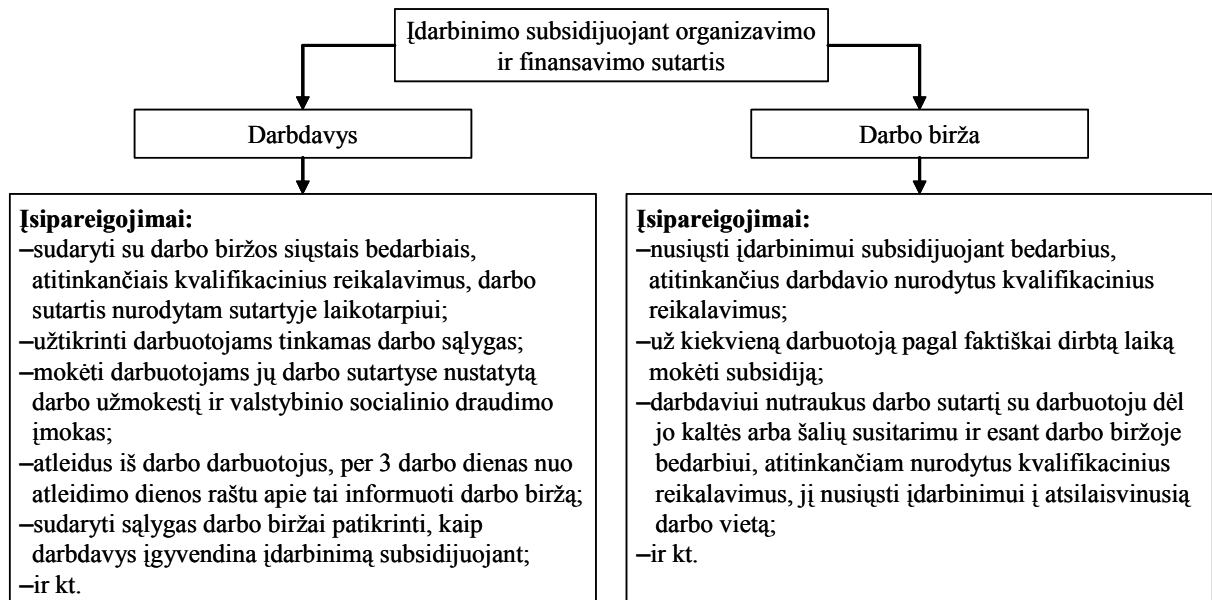 Įdarbinimo subsidijuojant organizavimo
ir finansavimo sutartis
Darbdavys
Darbo birža
Įsipareigojimai:
–sudaryti su darbo biržos siųstais bedarbiais,
atitinkančiais kvalifikacinius reikalavimus, darbo
sutartis nurodytam sutartyje laikotarpiui;
–užtikrinti darbuotojams tinkamas darbo sąlygas;
–mokėti darbuotojams jų darbo sutartyse nustatytą
darbo užmokestį ir valstybinio socialinio draudimo
įmokas;
–atleidus iš darbo darbuotojus, per 3 darbo dienas nuo
atleidimo dienos raštu apie tai informuoti darbo biržą;
–sudaryti sąlygas darbo biržai patikrinti, kaip
darbdavys įgyvendina įdarbinimą subsidijuojant;
–ir kt.
Įsipareigojimai:
–nusiųsti įdarbinimui subsidijuojant bedarbius,
atitinkančius darbdavio nurodytus kvalifikacinius
reikalavimus;
–už kiekvieną darbuotoją pagal faktiškai dirbtą laiką
mokėti subsidiją;
–darbdaviui nutraukus darbo sutartį su darbuotoju dėl
jo kaltės arba šalių susitarimu ir esant darbo biržoje
bedarbiui, atitinkančiam nurodytus kvalifikacinius
reikalavimus, jį nusiųsti įdarbinimui į atsilaisvinusią
darbo vietą;
–ir kt.